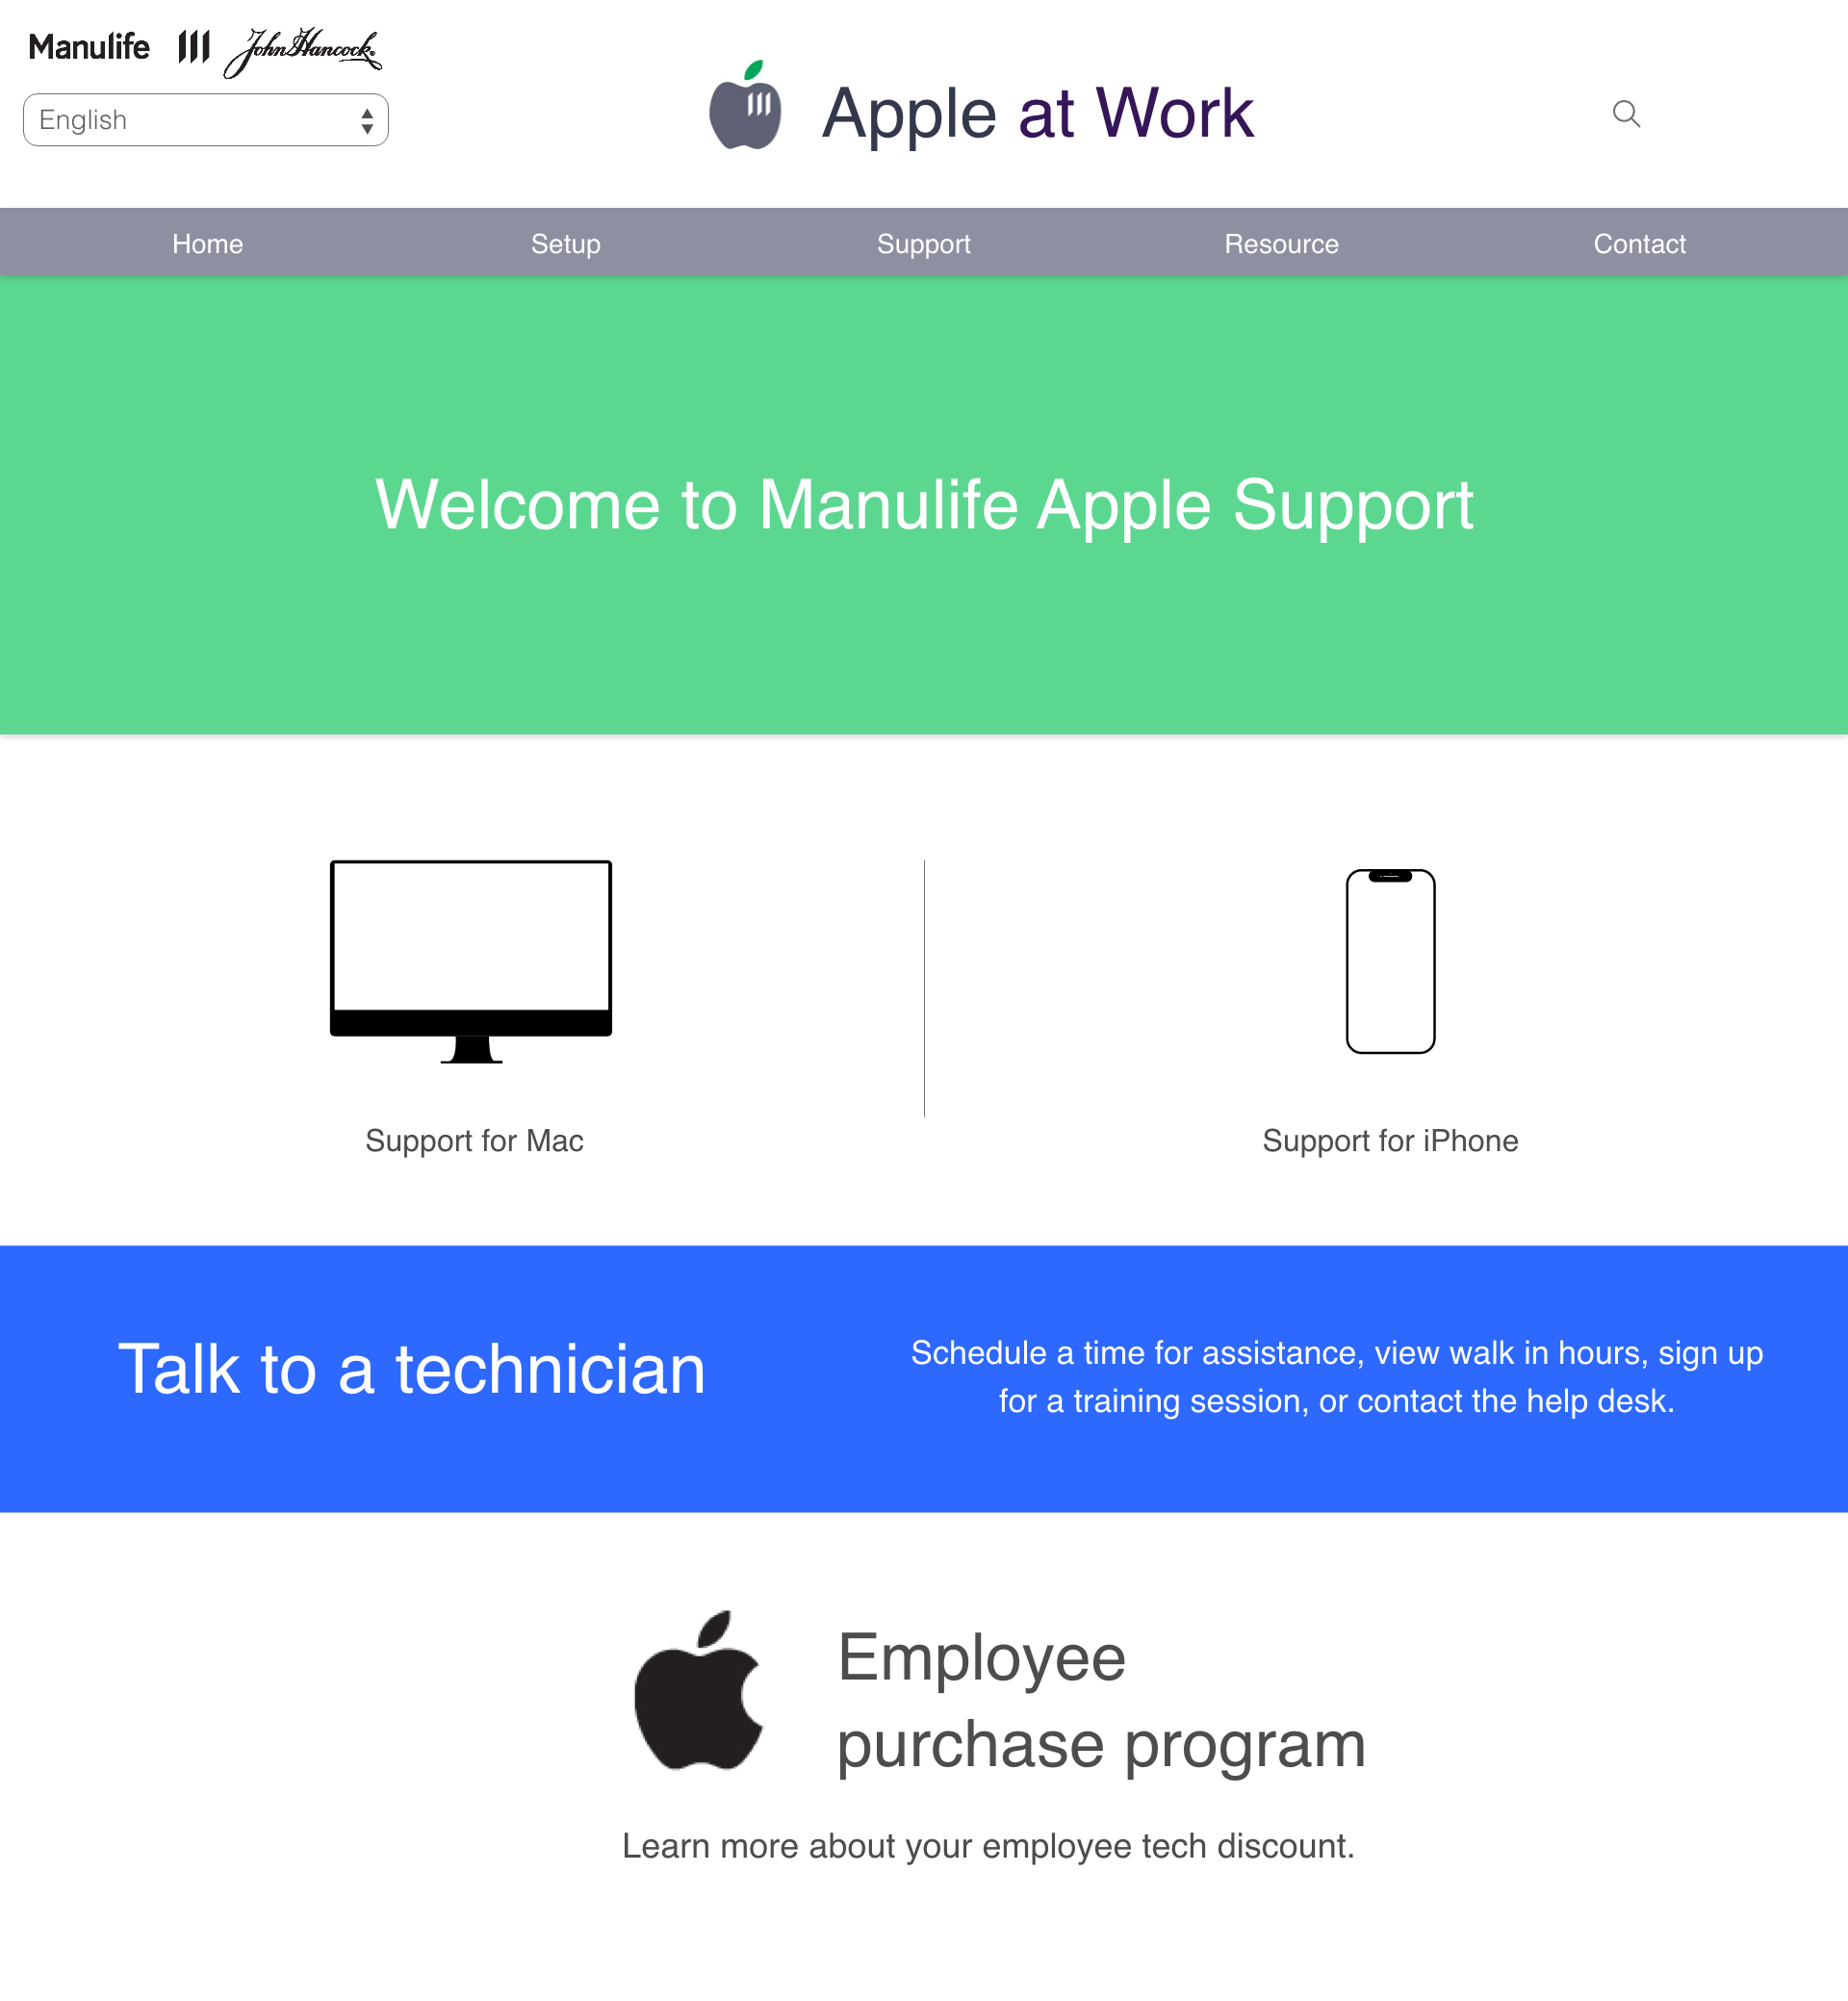 Manulife John Hancock
English
Apple at Work
Home Setup Support Resource Contact
Welcome to Manulife Apple Support
Support for Mac
Support for iPhone
Talk to a technician
Schedule a time for assistance, view walk in hours, sign up
for a training session, or contact the help desk.
Employee
purchase program
Learn more about your employee tech discount.